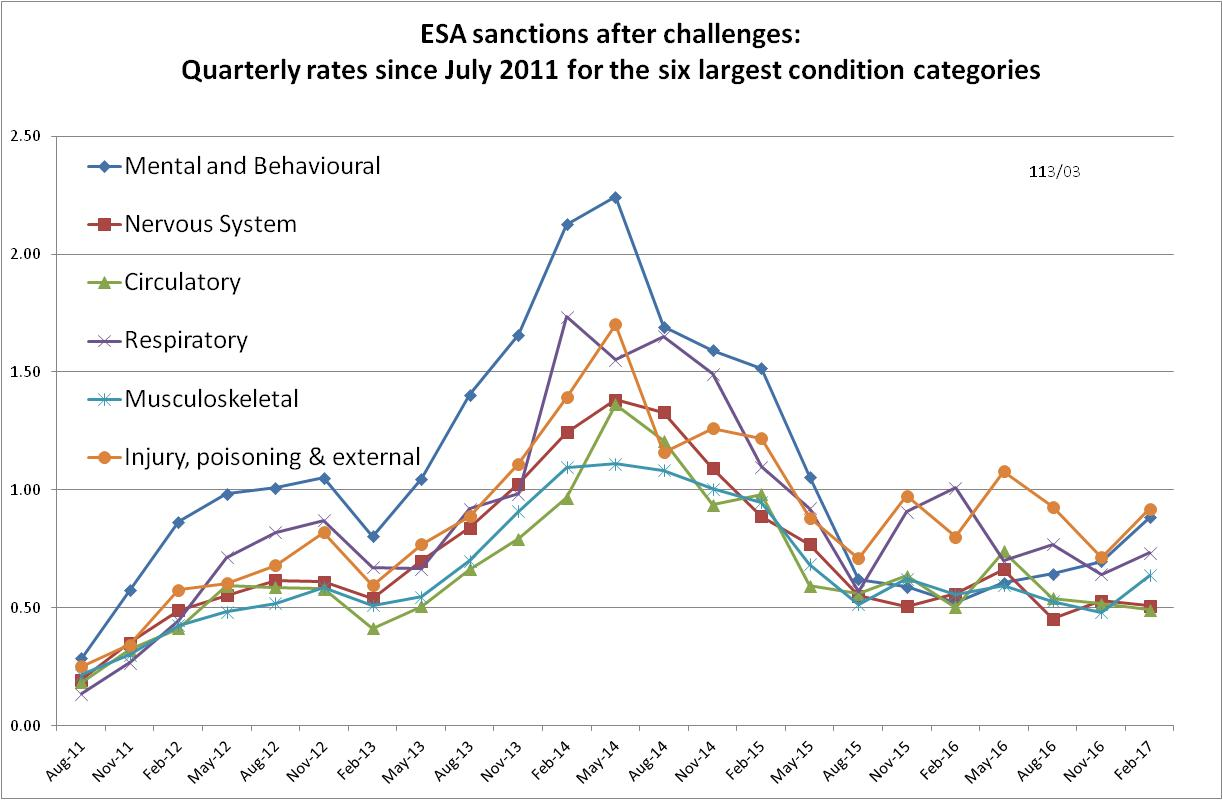 ESA sanctions after challenges:
Quarterly rates since July 2011 for the six largest condition categories
2.50
2.00
1.50
1.00
0.50
0.00
Mental and Behavioural
Nervous System
Circulatory
Respiratory
Musculoskeletal
Injury, poisoning & external
113/03
Aug-11
Nov-11
Feb-12
May-12
Aug-12
Nov-12
Feb-13
May-13
Aug-13
Nov-13
Feb-14
May-14
Aug-14
Nov-14
Feb-15
May-15
Aug-15
Nov-15
Feb-16
May-16
Aug-16
Nov-16
Feb-17